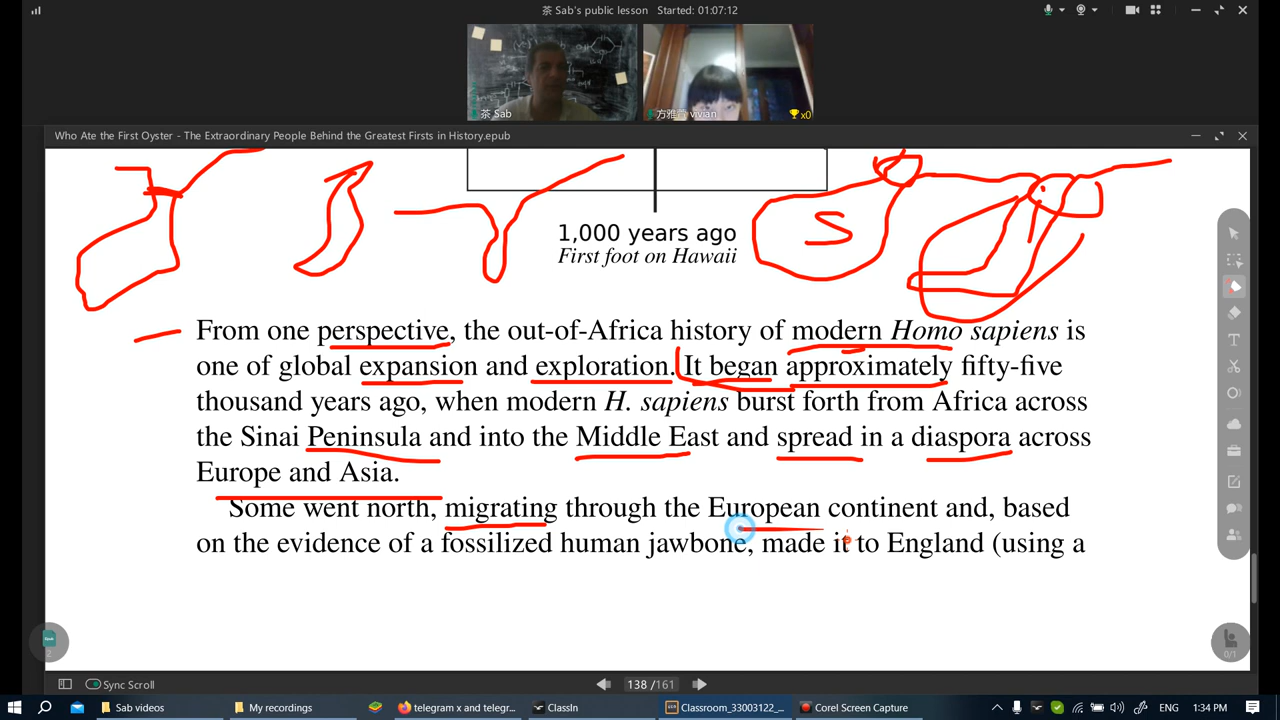 茶 Sab's public lesson Started: 01:07:12
茶 Sab
vivian
x0
Who Ate the First Oyster - The Extraordinary People Behind the Greatest Firsts in History.epub
S
1,000 years ago
First foot on Hawaii
From one perspective, the out-of-Africa history of modern Homo sapiens is
one of global expansion and exploration. It began approximately fifty-five
thousand years ago, when modern H. sapiens burst forth from Africa across
the Sinai Peninsula and into the Middle East and spread in a diaspora across
Europe and Asia.
Some went north, migrating through the European continent and, based
on the evidence of a fossilized human jawbone, made it to England (using a
2
0/1
Sync Scroll
138 /161
Sab videos
My recordings
telegram x and telegr...
ClassIn
Classroom_33003122_...
Corel Screen Capture
ENG
1:34 PM